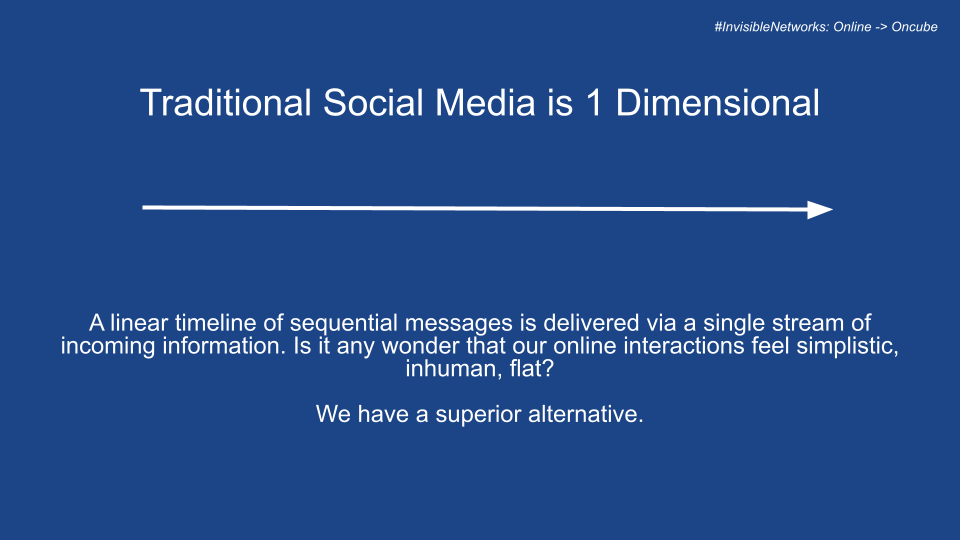 #InvisibleNetworks: Online -> Oncube
Traditional Social Media is 1 Dimensional
A linear timeline of sequential messages is delivered via a single stream of
incoming information. Is it any wonder that our online interactions feel simplistic,
inhuman, flat?
We have a superior alternative.